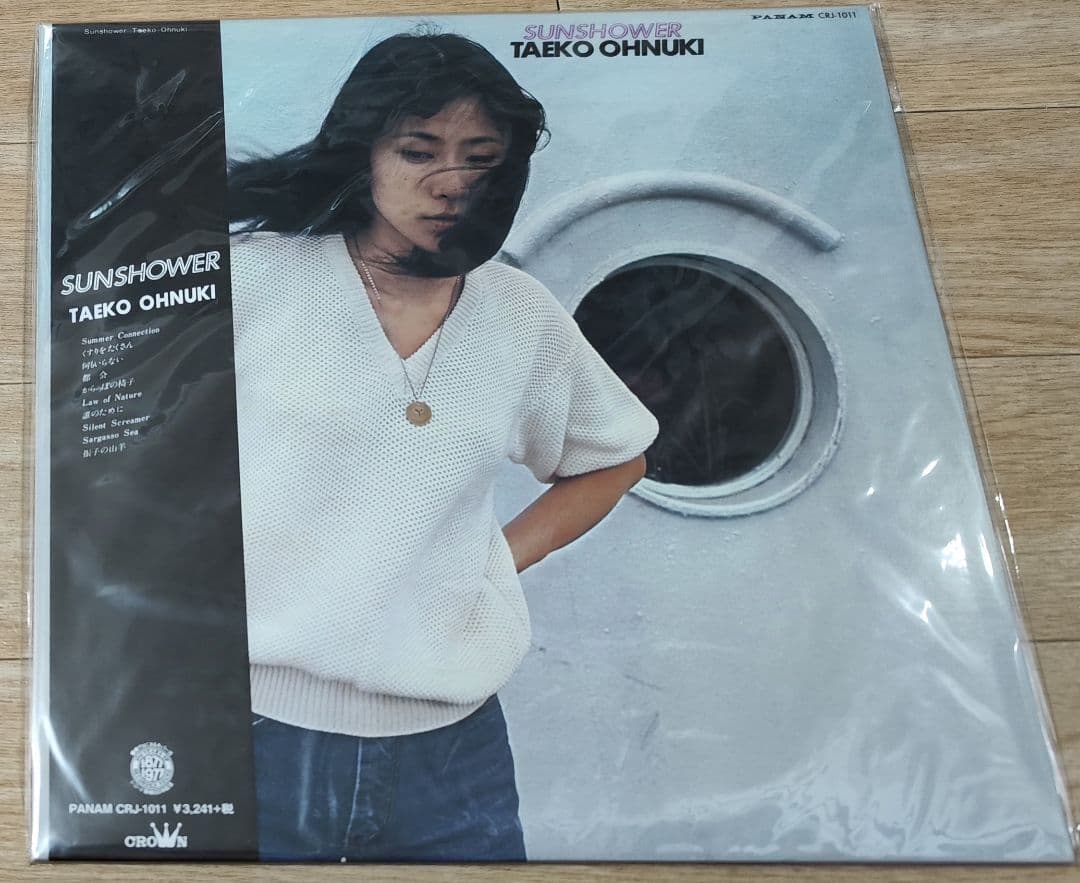 Sunshower Taeko Ohnuki
SUNSHOWER
TAEKO OHNUKI
PANAM CRJ-1011
SUNSHOWER
TAEKO OHNUKI
Summer Connection
くすりをたくさん
何もいらない
都会
からっぽの椅子
Law of Nature
誰のために
Silent Screamer
Sargasso Sea
振子の山羊
1877
1977
PANAM CRJ-1011 ¥3,241+税
CROWN
Y